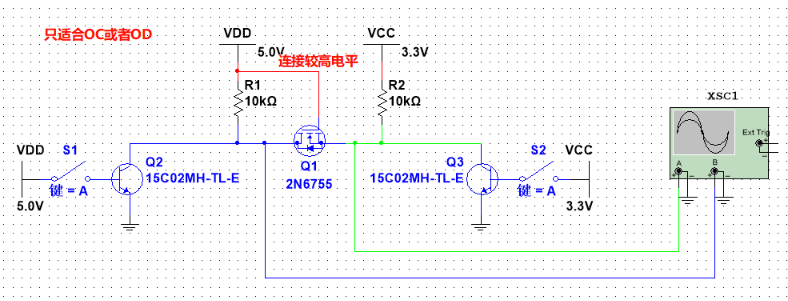 只适合OC或者OD
VDD
5.0V
VCC
3.3V
连接较高电平
R1
10kΩ
R2
10kΩ
XSC1
Ext Trig
A
B
VDD
S1
键 = A
5.0V
Q2
15C02MH-TL-E
Q1
2N6755
Q3
15C02MH-TL-E
S2
键 = A
VCC
3.3V